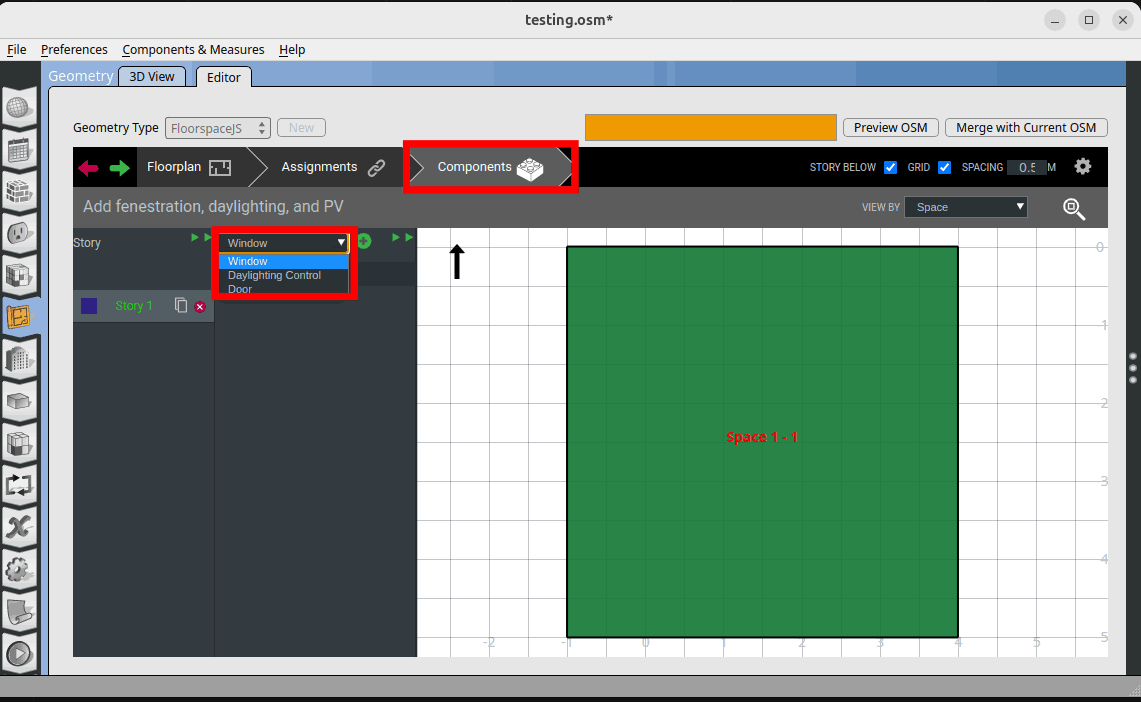 testing.osm*
File Preferences Components & Measures Help
Geometry 3D View Editor
Geometry Type FloorspaceJS New Preview OSM Merge with Current OSM
Floorplan Assignments Components STORY BELOW GRID SPACING 0.5 M
Add fenestration, daylighting, and PV VIEW BY Space
Story Window
Window
Daylighting Control
Door
Story 1
Space 1 - 1
0
1
2
3
4
5
-2 -1 0 1 2 3 4 5